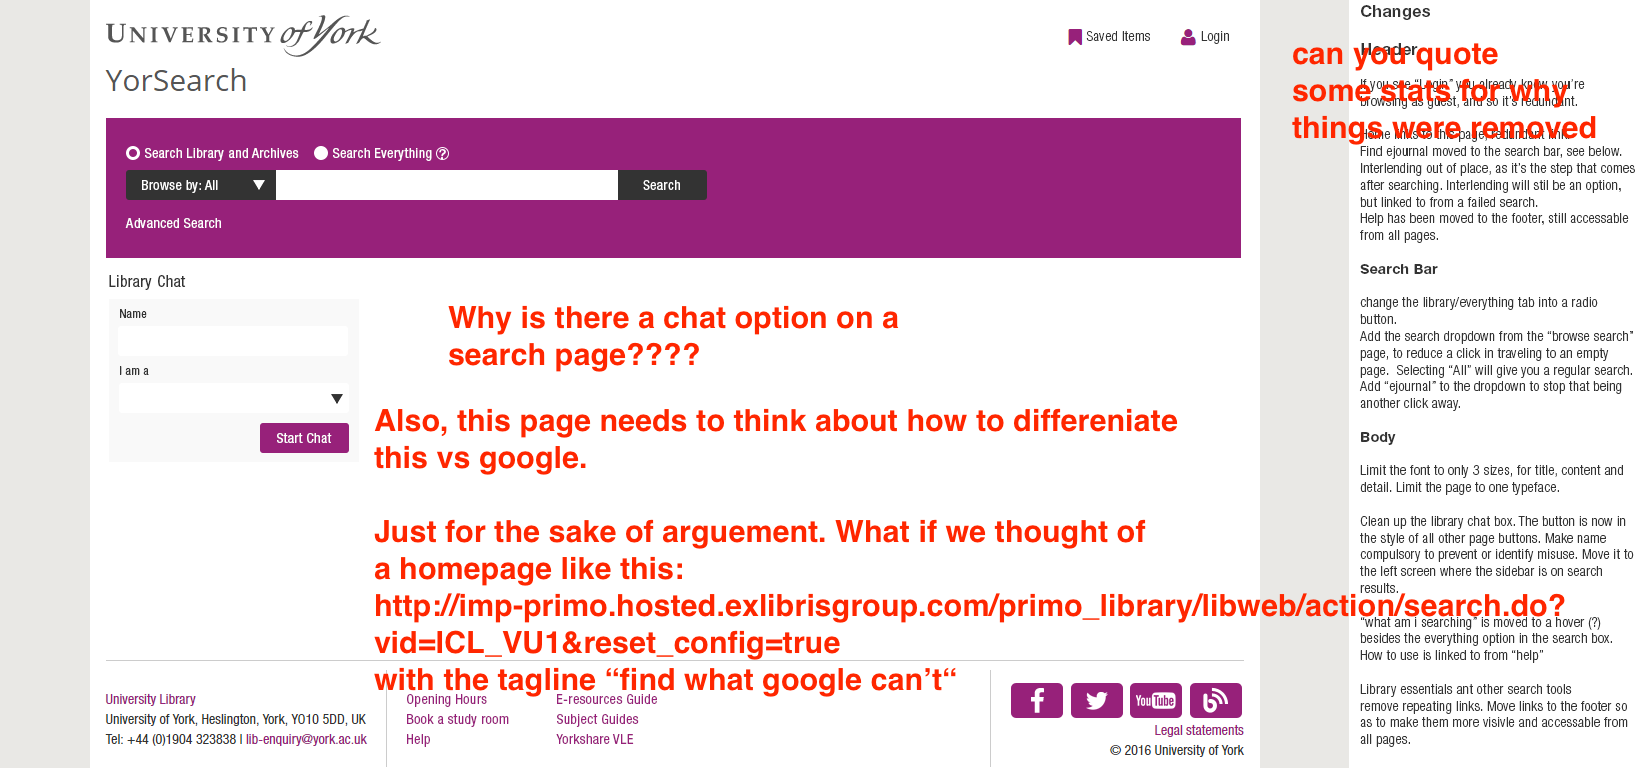 UNIVERSITY of York
YorSearch
Saved Items
Login
Search Library and Archives
Search Everything ?
Browse by: All
Search
Advanced Search
Library Chat
Name
I am a
Start Chat
Why is there a chat option on a
search page????
Also, this page needs to think about how to differeniate
this vs google.
Just for the sake of arguement. What if we thought of
a homepage like this:
http://imp-primo.hosted.exlibrisgroup.com/primo_library/libweb/action/search.do?
vid=ICL_VU1&reset_config=true
with the tagline “find what google can’t“
University Library
University of York, Heslington, York, YO10 5DD, UK
Tel: +44 (0)1904 323838 | lib-enquiry@york.ac.uk
Opening Hours
Book a study room
Help
E-resources Guide
Subject Guides
Yorkshare VLE
f
You Tube
b
Legal statements
© 2016 University of York
can you quote
some stats for why
things were removed
Changes
Header
If you see “Login” you already know you’re
browsing as guest, and so it’s redundant.
Home links to this page, redundant link.
Find ejournal moved to the search bar, see below.
Interlending out of place, as it’s the step that comes
after searching. Interlending will stil be an option,
but linked to from a failed search.
Help has been moved to the footer, still accessable
from all pages.
Search Bar
change the library/everything tab into a radio
button.
Add the search dropdown from the “browse search”
page, to reduce a click in traveling to an empty
page.  Selecting “All” will give you a regular search.
Add “ejournal” to the dropdown to stop that being
another click away.
Body
Limit the font to only 3 sizes, for title, content and
detail. Limit the page to one typeface.
Clean up the library chat box. The button is now in
the style of all other page buttons. Make name
compulsory to prevent or identify misuse. Move it to
the left screen where the sidebar is on search
results.
“what am i searching” is moved to a hover (?)
besides the everything option in the search box.
How to use is linked to from “help”
Library essentials ant other search tools
remove repeating links. Move links to the footer so
as to make them more visivle and accessable from
all pages.